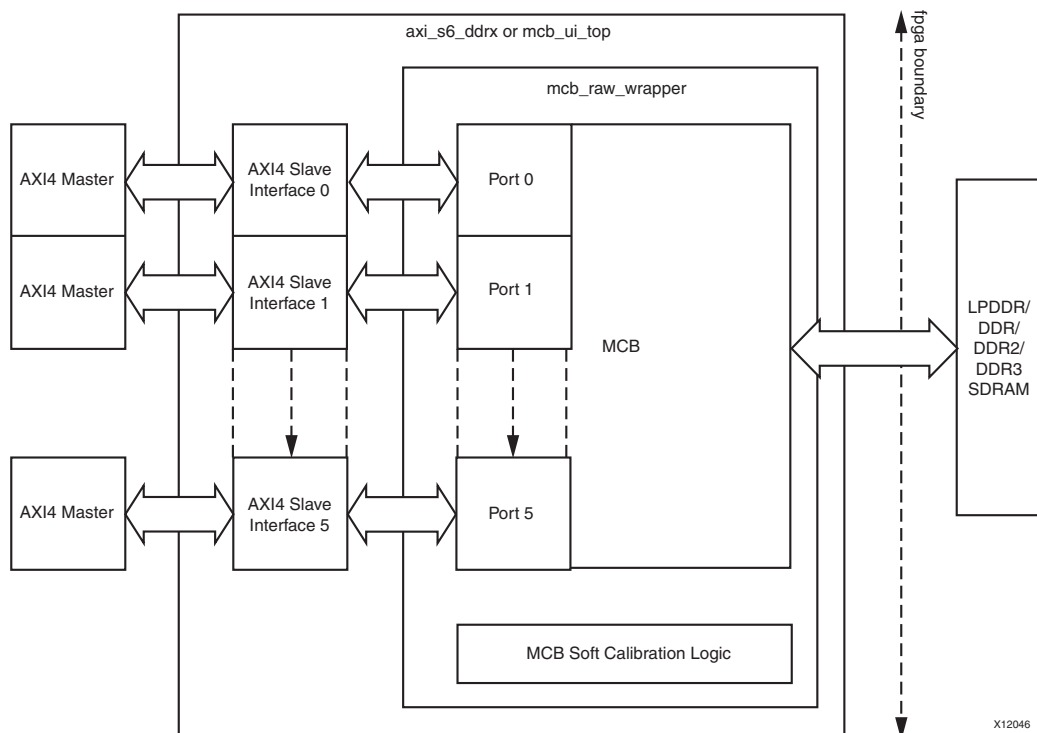 axi_s6_ddrx or mcb_ui_top
fpga boundary
mcb_raw_wrapper
AXI4 Master
AXI4 Slave
Interface 0
Port 0
AXI4 Master
AXI4 Slave
Interface 1
Port 1
MCB
LPDDR/
DDR/
DDR2/
DDR3
SDRAM
AXI4 Master
AXI4 Slave
Interface 5
Port 5
MCB Soft Calibration Logic
X12046